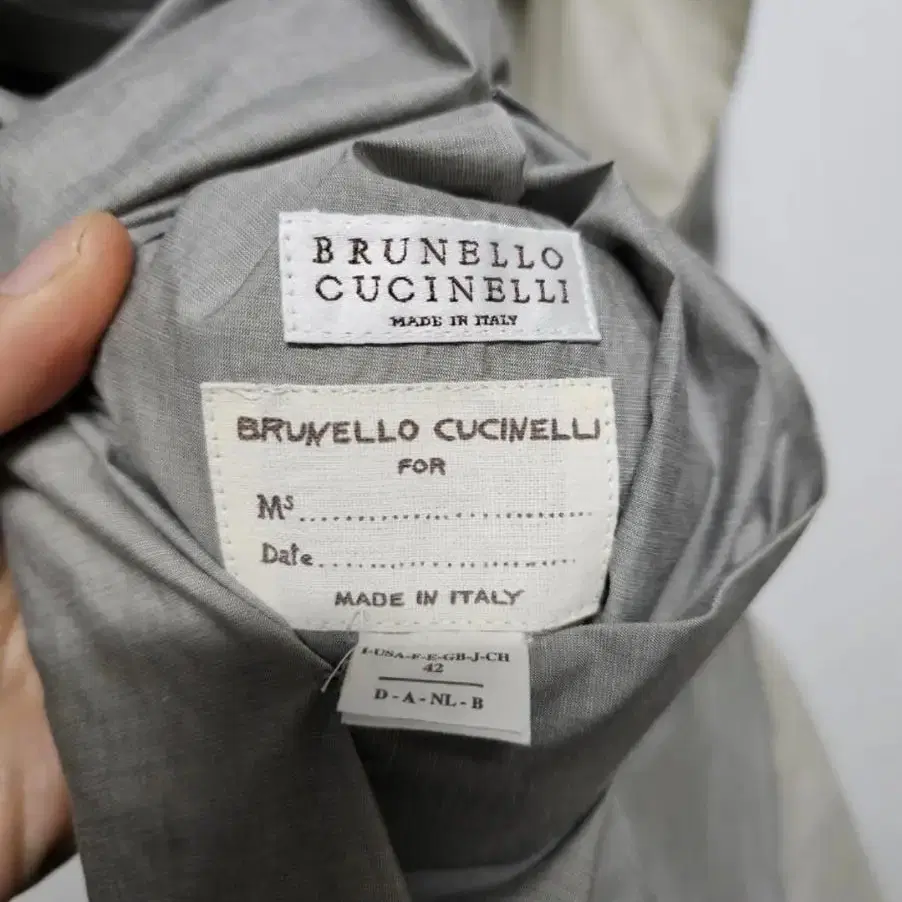 BRUNELLO
CUCINELLI
MADE IN ITALY
BRUNELLO CUCINELLI
FOR
Ms....................................
Date..................................
MADE IN ITALY
I-USA-F-E-GB-J-CH
42
D-A-NL-B